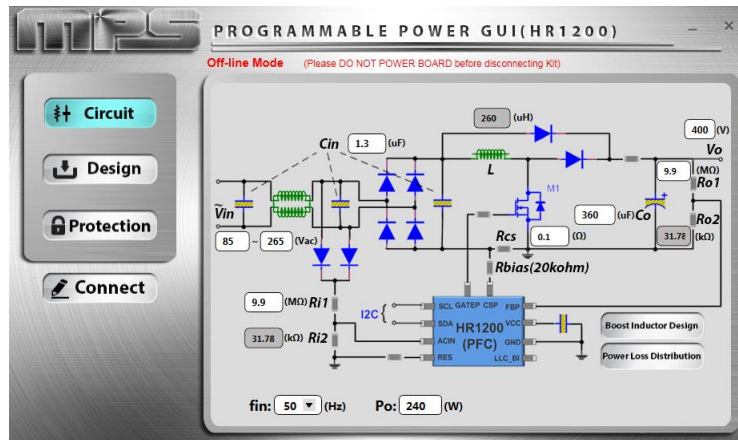 MPS
PROGRAMMABLE POWER GUI(HR1200)
Off-line Mode (Please DO NOT POWER BOARD before disconnecting Kit)
Circuit
Design
Protection
Connect
260 (uH)
400 (V)
Cin 1.3 (uF)
Vo
L
9.9 (MΩ)
Ro1
M1
Vin
360 (uF) Co
Ro2
85 ~ 265 (Vac)
Rcs 0.1 (Ω)
31.78 (kΩ)
Rbias(20kohm)
9.9 (MΩ) Ri1
I2C
SCL GATEP CSP FBP
SDA HR1200 VCC
31.78 (kΩ) Ri2
ACIN (PFC) GND
RES LLC_BI
Boost Inductor Design
Power Loss Distribution
fin: 50 (Hz) Po: 240 (W)